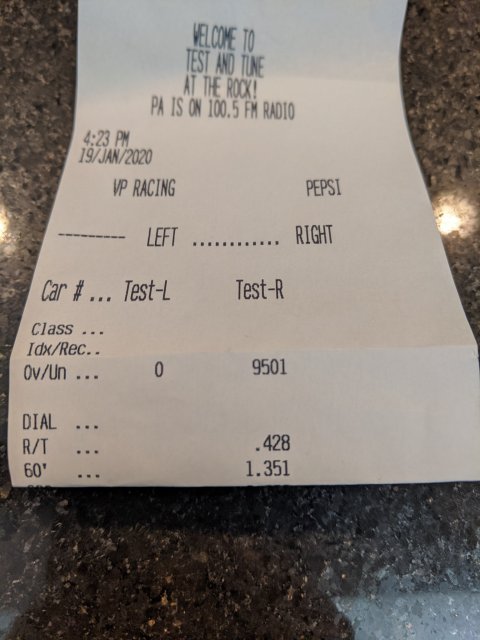 WELCOME TO
TEST AND TUNE
AT THE ROCK!
PA IS ON 100.5 FM RADIO
4:23 PM
19/JAN/2020
VP RACING PEPSI
---------- LEFT ............ RIGHT
Car # ... Test-L Test-R
Class ...
Idx/Rec..
Ov/Un ... 0 9501
DIAL ...
R/T ... .428
60' ... 1.351